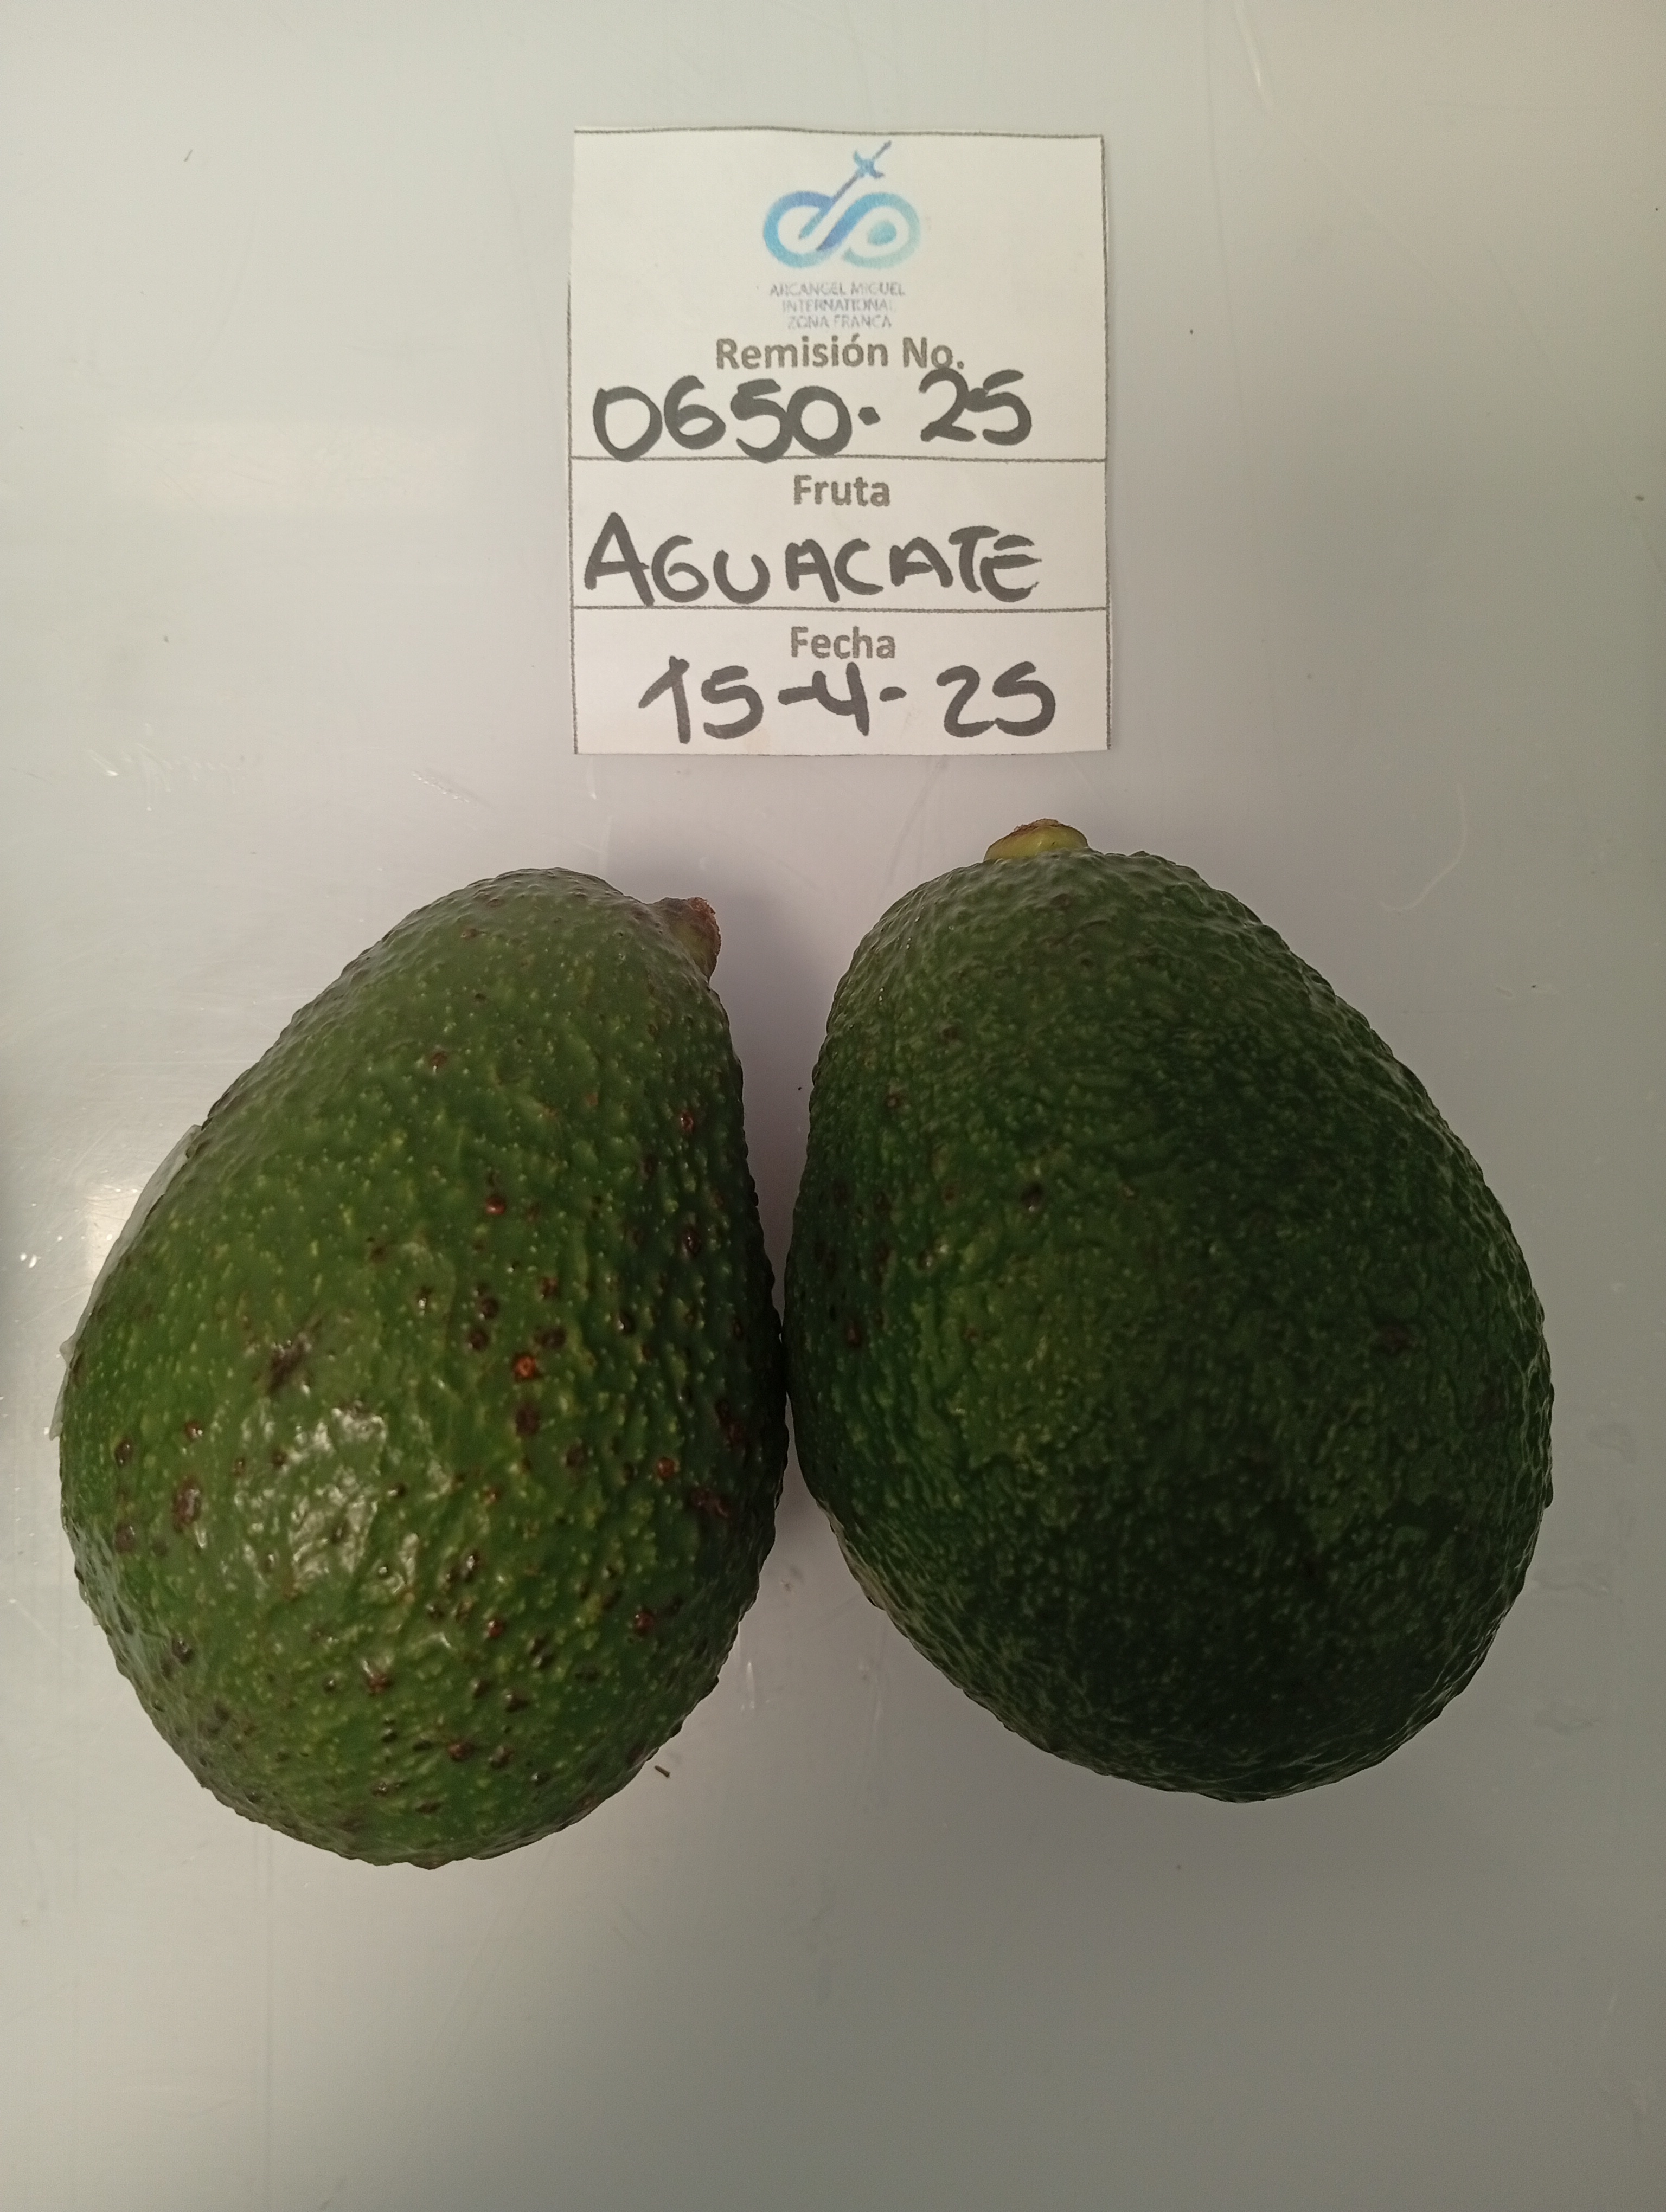 ARCANGEL MIGUEL
INTERNATIONAL
ZONA FRANCA
Remisión No.
0650. 25
Fruta
AGUACATE
Fecha
15-4-25